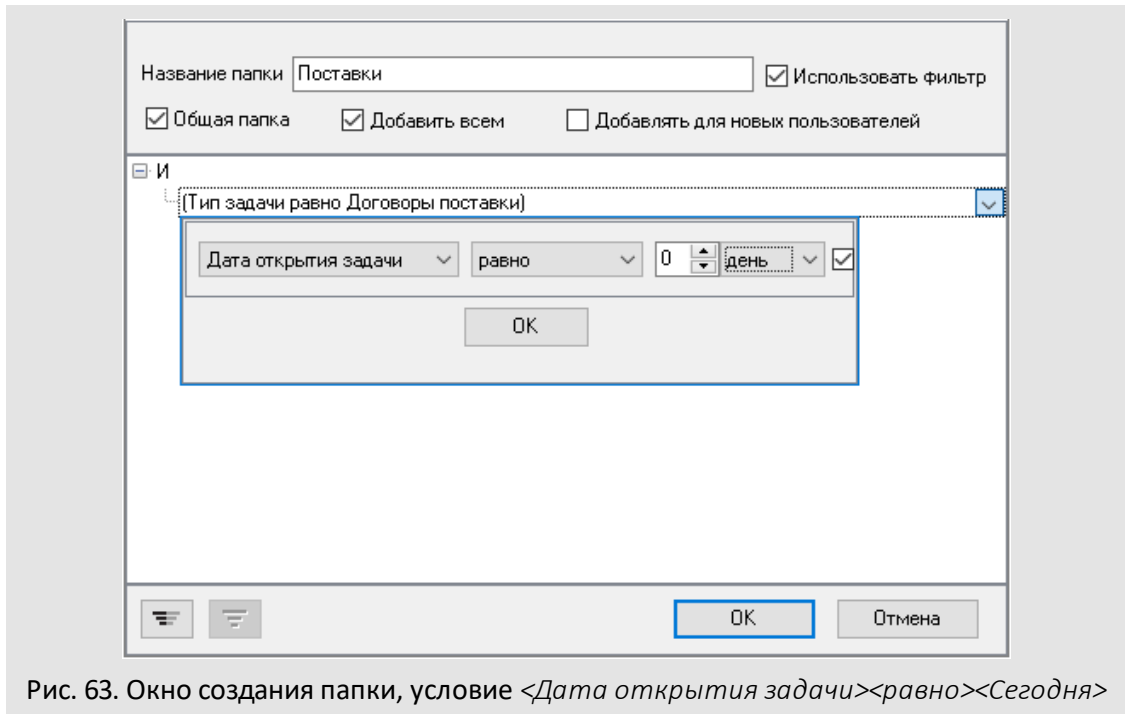 Название папки Поставки Использовать фильтр
Общая папка Добавить всем Добавлять для новых пользователей
И
(Тип задачи равно Договоры поставки)
Дата открытия задачи равно 0 день
OK
OK Отмена
Рис. 63. Окно создания папки, условие <Дата открытия задачи><равно><Сегодня>